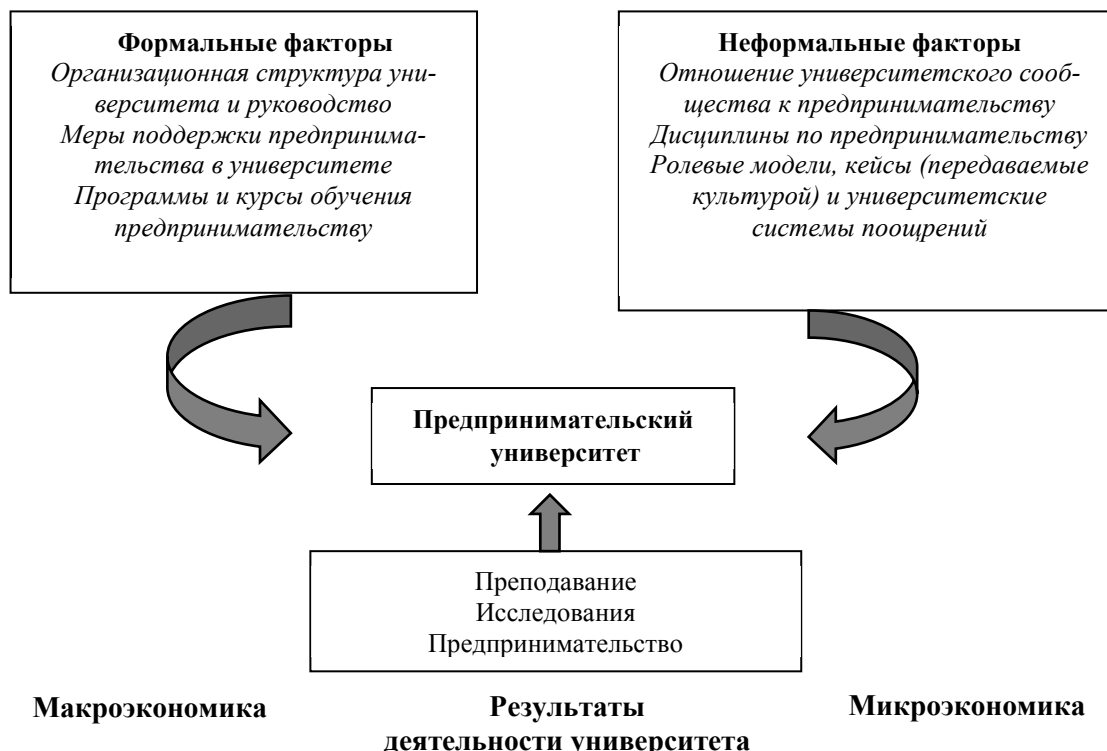 Формальные факторы
Организационная структура уни-
верситета и руководство
Меры поддержки предпринима-
тельства в университете
Программы и курсы обучения
предпринимательству
Неформальные факторы
Отношение университетского сооб-
щества к предпринимательству
Дисциплины по предпринимательству
Ролевые модели, кейсы (передаваемые
культурой) и университетские
системы поощрений
Предпринимательский
университет
Преподавание
Исследования
Предпринимательство
Макроэкономика
Результаты
деятельности университета
Микроэкономика